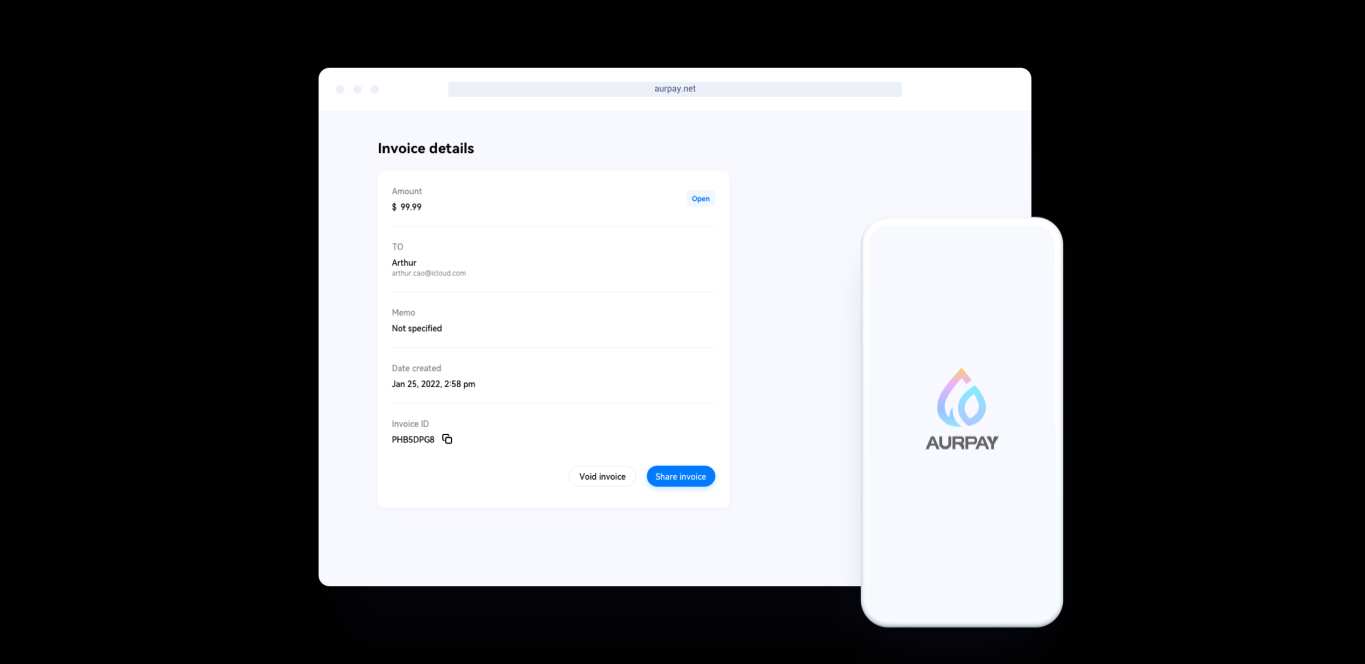 aurpay.net
Invoice details
Amount
$ 99.99
Open
TO
Arthur
arthur.cao@icloud.com
Memo
Not specified
Date created
Jan 25, 2022, 2:58 pm
Invoice ID
PHB5DPG8
Void invoice
Share invoice
AURPAY